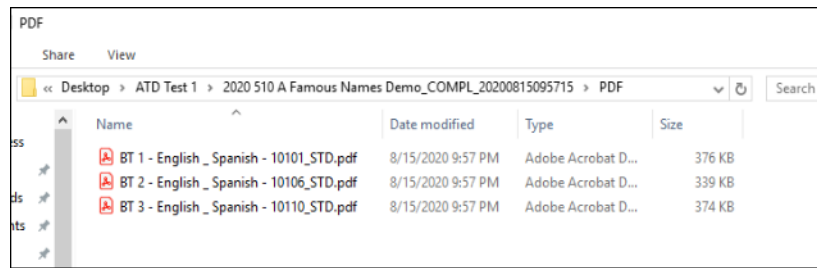 PDF
Share View
« Desktop > ATD Test 1 > 2020 510 A Famous Names Demo_COMPL_20200815095715 > PDF Search
Name Date modified Type Size
ess
BT 1 - English _ Spanish - 10101_STD.pdf 8/15/2020 9:57 PM Adobe Acrobat D... 376 KB
BT 2 - English _ Spanish - 10106_STD.pdf 8/15/2020 9:57 PM Adobe Acrobat D... 339 KB
ds BT 3 - English _ Spanish - 10110_STD.pdf 8/15/2020 9:57 PM Adobe Acrobat D... 374 KB
nts